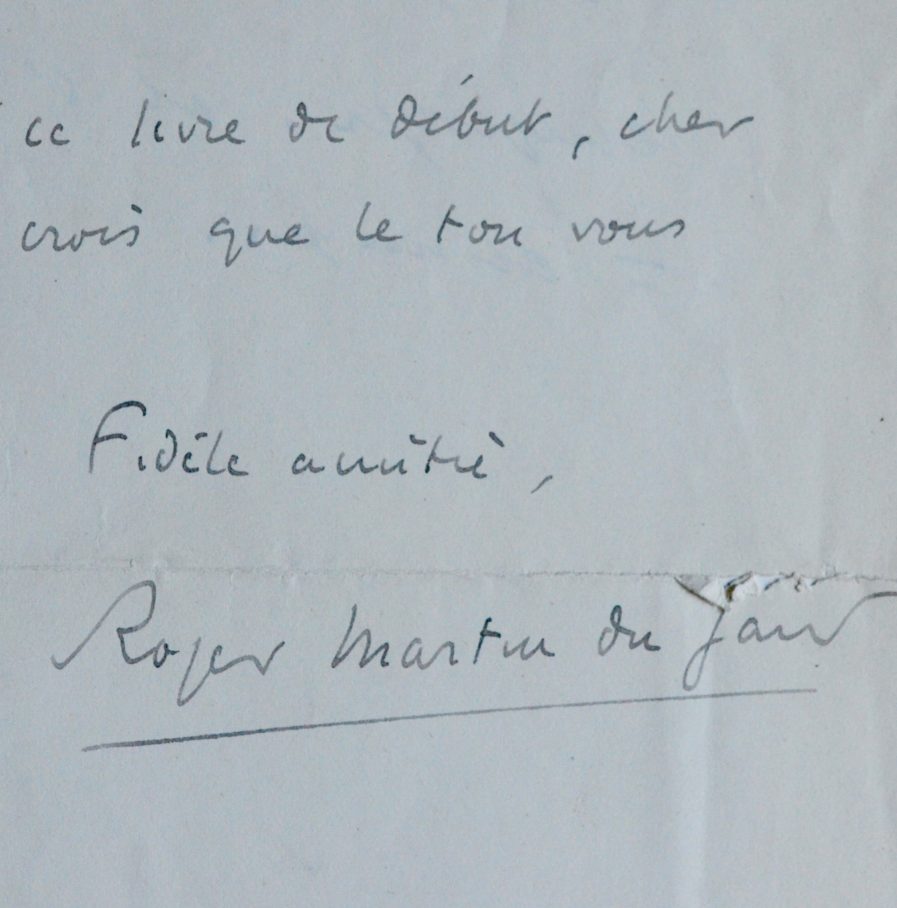 ce livre de début, cher
crois que le ton vous
Fidèle amitié,
Roger Martin du Gard